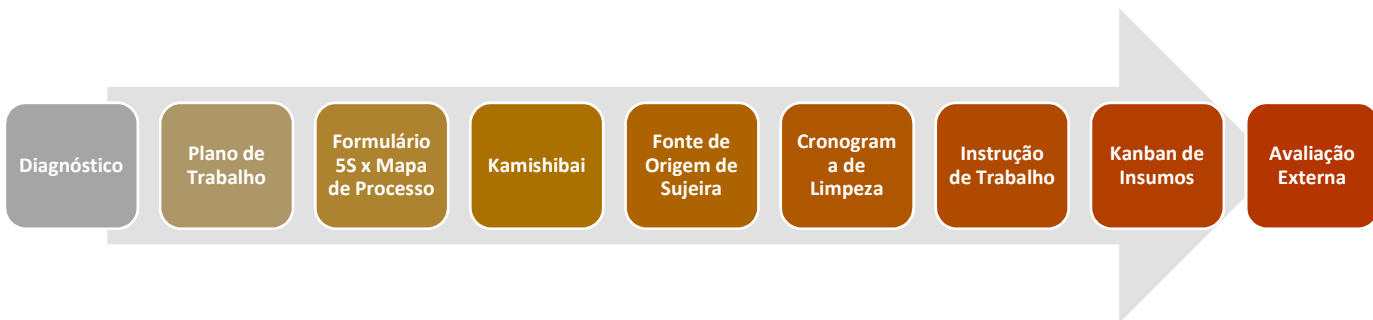 Diagnóstico
Plano de
Trabalho
Formulário
5S x Mapa
de Processo
Kamishibai
Fonte de
Origem de
Sujeira
Cronogram
a de
Limpeza
Instrução
de Trabalho
Kanban de
Insumos
Avaliação
Externa